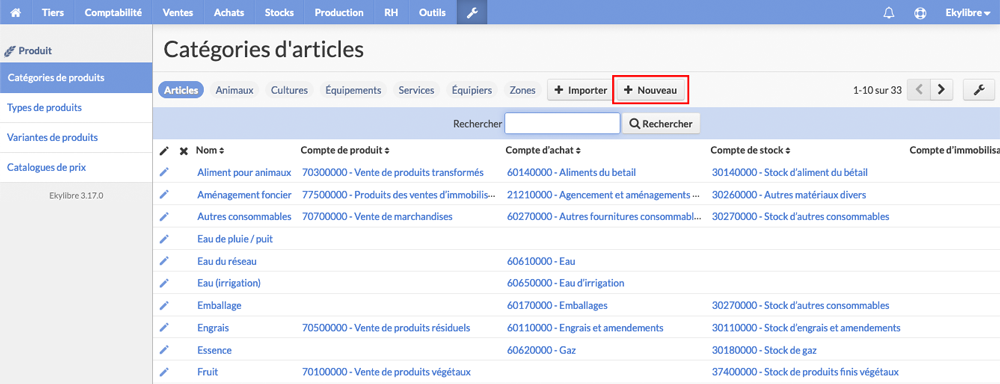 Tiers Comptabilité Ventes Achats Stocks Production RH Outils Ekylibre
Produit
Catégories de produits
Types de produits
Variantes de produits
Catalogues de prix
Ekylibre 3.17.0
Catégories d'articles
Articles Animaux Cultures Équipements Services Équipiers Zones + Importer + Nouveau 1-10 sur 33
Rechercher Rechercher
Nom Compte de produit Compte d'achat Compte de stock Compte d'immobilisa
Aliment pour animaux 70300000 - Vente de produits transformés 60140000 - Aliments du betail 30140000 - Stock d'aliment du bétail
Aménagement foncier 77500000 - Produits des ventes d'immobilis... 21210000 - Agencement et aménagements ... 30260000 - Autres matériaux divers
Autres consommables 70700000 - Vente de marchandises 60270000 - Autres fournitures consommabl... 30270000 - Stock d'autres consommables
Eau de pluie / puit
Eau du réseau 60610000 - Eau
Eau (irrigation) 60650000 - Eau d'irrigation
Emballage 60170000 - Emballages 30270000 - Stock d'autres consommables
Engrais 70500000 - Vente de produits résiduels 60110000 - Engrais et amendements 30110000 - Stock d'engrais et amendements
Essence 60620000 - Gaz 30180000 - Stock de gaz
Fruit 70100000 - Vente de produits végétaux 37400000 - Stock de produits finis végétaux